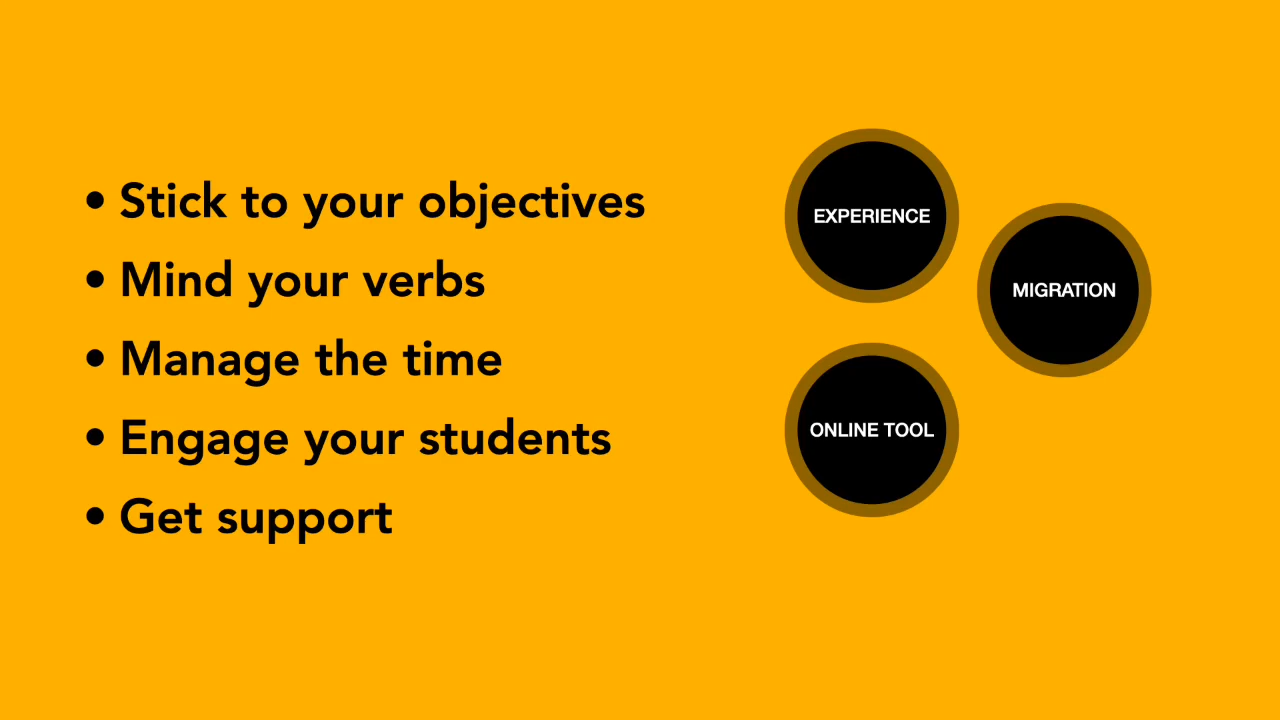 • Stick to your objectives
• Mind your verbs
• Manage the time
• Engage your students
• Get support
EXPERIENCE
MIGRATION
ONLINE TOOL